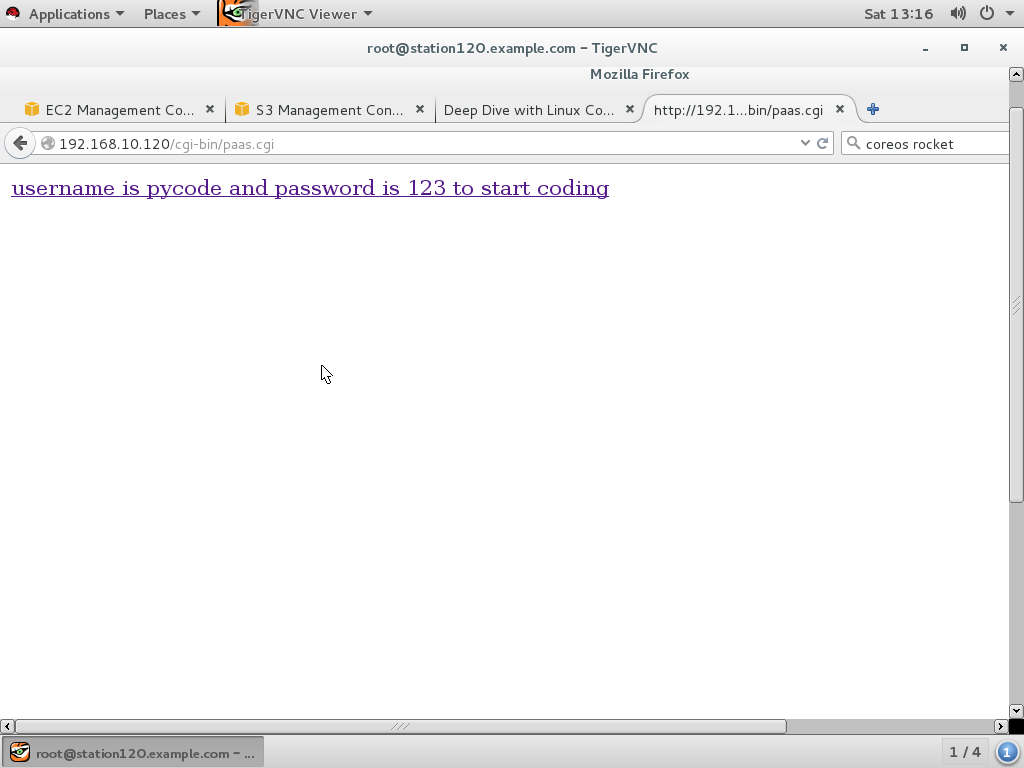 Applications Places TigerVNC Viewer Sat 13:16
root@station120.example.com – TigerVNC
Mozilla Firefox
EC2 Management Co... S3 Management Con... Deep Dive with Linux Co... http://192.1...bin/paas.cgi
192.168.10.120/cgi-bin/paas.cgi coreos rocket
username is pycode and password is 123 to start coding
root@station120.example.com – ... 1 / 4 1